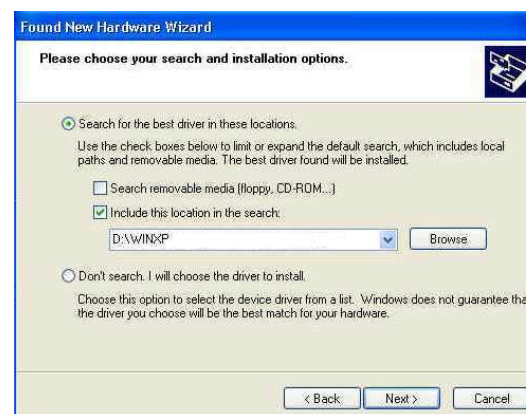 Found New Hardware Wizard
Please choose your search and installation options.
Search for the best driver in these locations.
Use the check boxes below to limit or expand the default search, which includes local
paths and removable media. The best driver found will be installed.
Search removable media (floppy, CD-ROM...)
Include this location in the search:
D:\WINXP
Browse
Don't search. I will choose the driver to install.
Choose this option to select the device driver from a list. Windows does not guarantee tha
the driver you choose will be the best match for your hardware.
< Back
Next >
Cancel